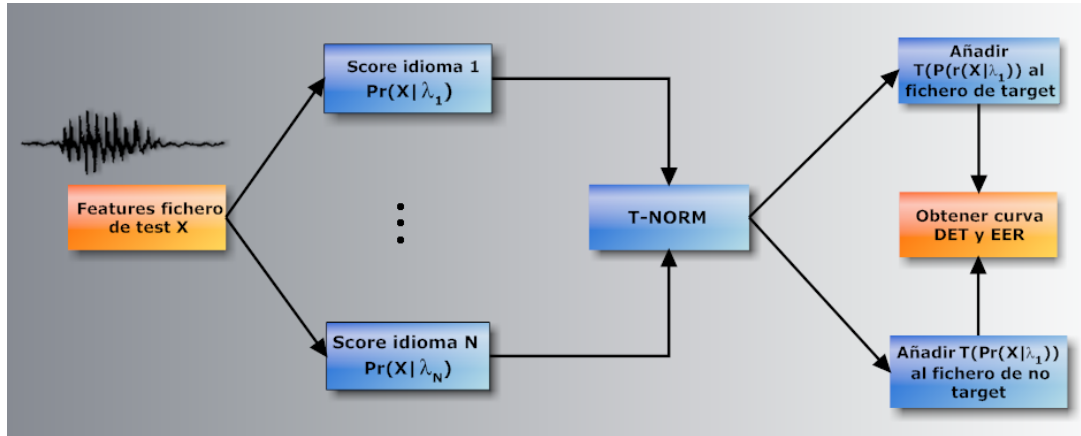 Features fichero
de test X
Score idioma 1
Pr(X|λ1)
Score idioma N
Pr(X|λN)
T-NORM
Añadir
T(P(r(X|λ1)) al
fichero de target
Obtener curva
DET y EER
Añadir T(Pr(X|λ1))
al fichero de no
target